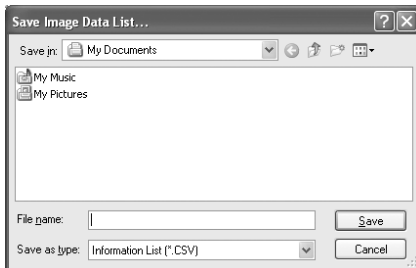 Save Image Data List...
Save in: My Documents
My Music
My Pictures
File name: Save
Save as type: Information List (*.CSV) Cancel